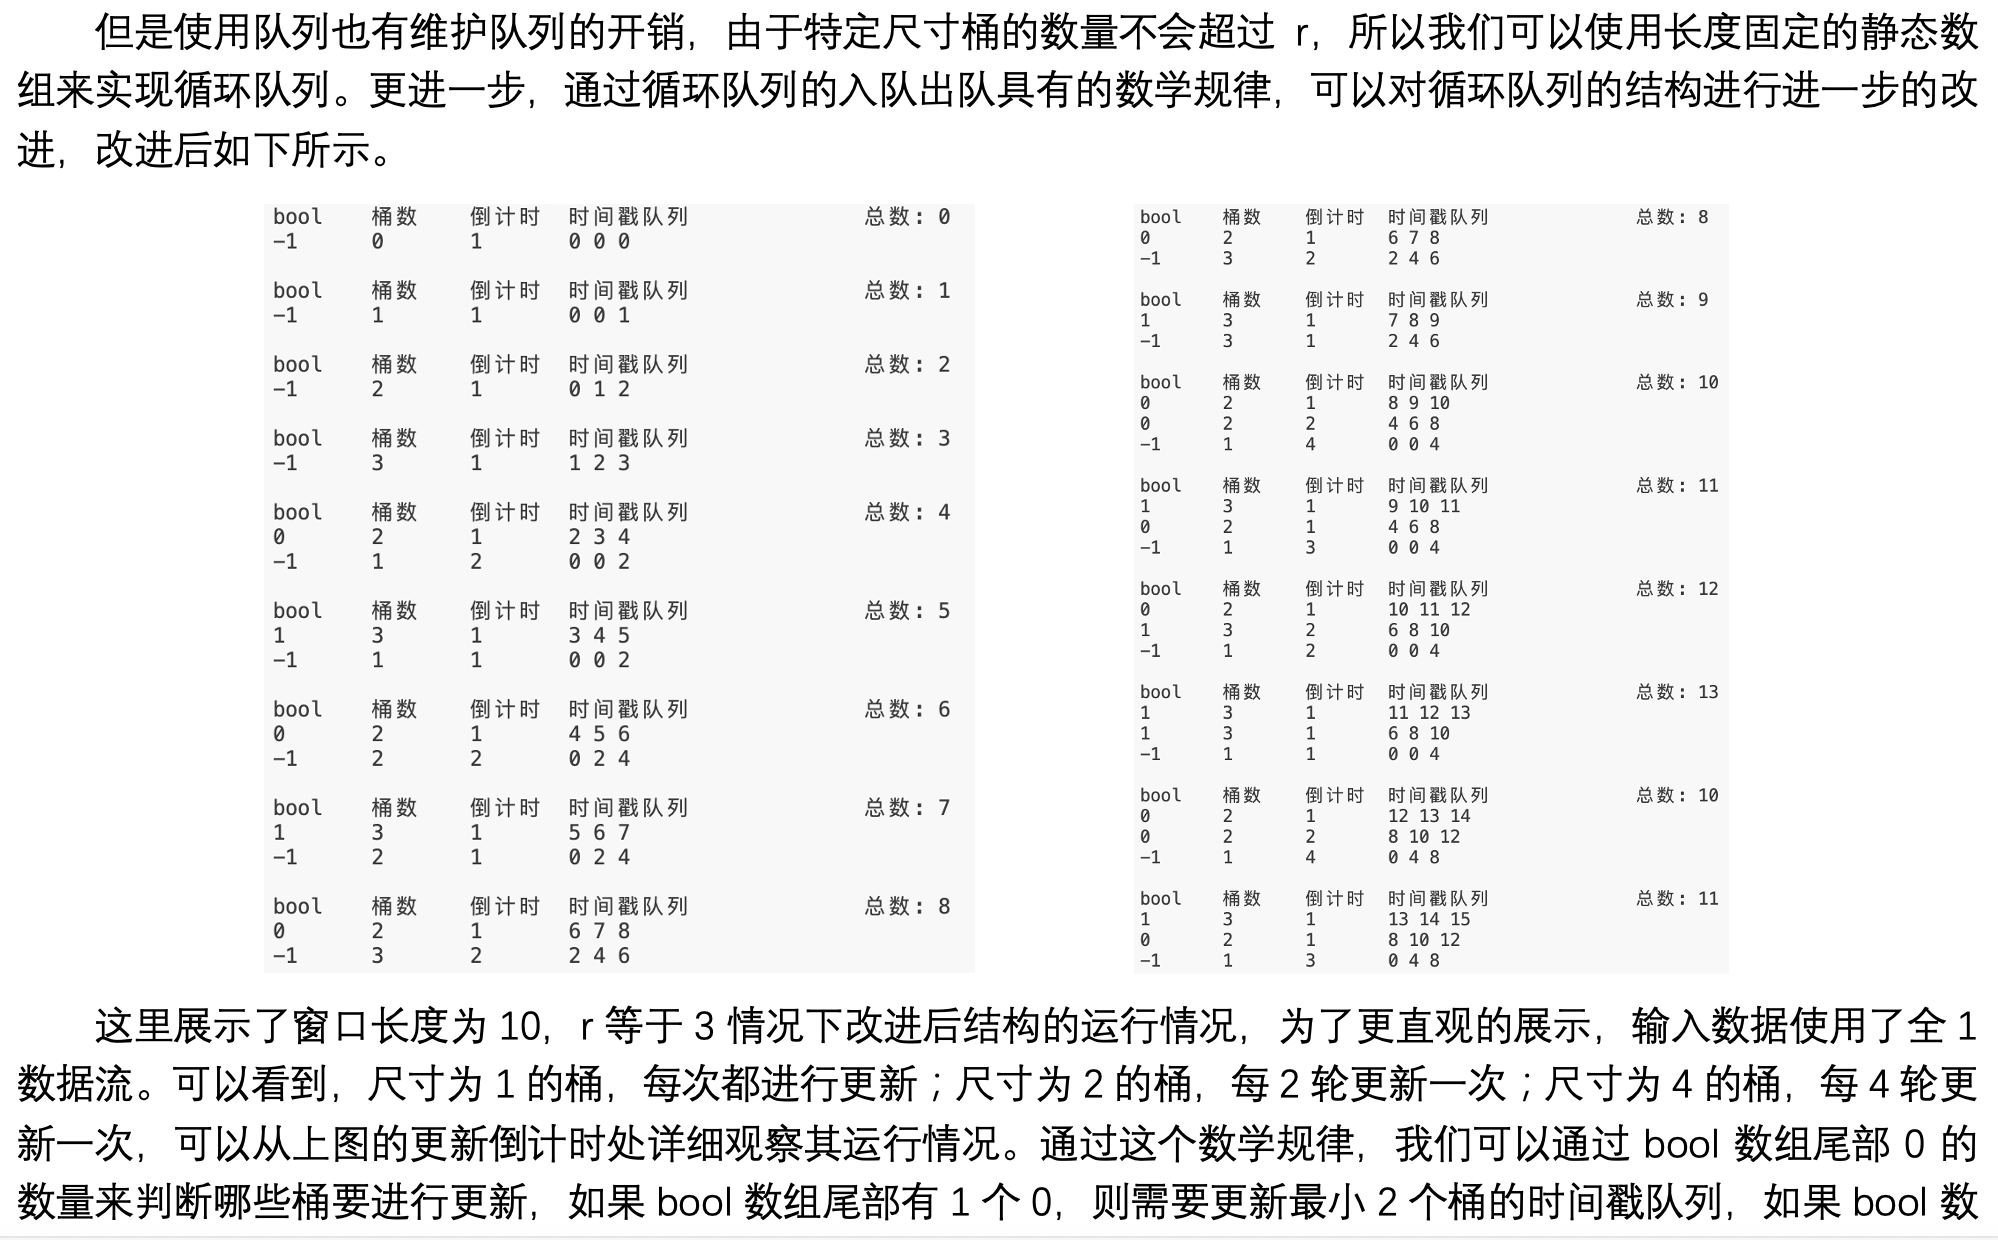 但是使用队列也有维护队列的开销，由于特定尺寸桶的数量不会超过 r，所以我们可以使用长度固定的静态数
组来实现循环队列。更进一步，通过循环队列的入队出队具有的数学规律，可以对循环队列的结构进行进一步的改
进，改进后如下所示。
bool 桶数 倒计时 时间戳队列 总数: 0
-1 0 1 0 0 0
bool 桶数 倒计时 时间戳队列 总数: 1
-1 1 1 0 0 1
bool 桶数 倒计时 时间戳队列 总数: 2
-1 2 1 0 1 2
bool 桶数 倒计时 时间戳队列 总数: 3
-1 3 1 1 2 3
bool 桶数 倒计时 时间戳队列 总数: 4
0 2 1 2 3 4
-1 1 2 0 0 2
bool 桶数 倒计时 时间戳队列 总数: 5
1 3 1 3 4 5
-1 1 1 0 0 2
bool 桶数 倒计时 时间戳队列 总数: 6
0 2 1 4 5 6
-1 2 2 0 2 4
bool 桶数 倒计时 时间戳队列 总数: 7
1 3 1 5 6 7
-1 2 1 0 2 4
bool 桶数 倒计时 时间戳队列 总数: 8
0 2 1 6 7 8
-1 3 2 2 4 6
bool 桶数 倒计时 时间戳队列 总数: 8
0 2 1 6 7 8
-1 3 2 2 4 6
bool 桶数 倒计时 时间戳队列 总数: 9
1 3 1 7 8 9
-1 3 1 2 4 6
bool 桶数 倒计时 时间戳队列 总数: 10
0 2 1 8 9 10
0 2 2 4 6 8
-1 1 4 0 0 4
bool 桶数 倒计时 时间戳队列 总数: 11
1 3 1 9 10 11
0 2 1 4 6 8
-1 1 3 0 0 4
bool 桶数 倒计时 时间戳队列 总数: 12
0 2 1 10 11 12
1 3 2 6 8 10
-1 1 2 0 0 4
bool 桶数 倒计时 时间戳队列 总数: 13
1 3 1 11 12 13
1 3 1 6 8 10
-1 1 1 0 0 4
bool 桶数 倒计时 时间戳队列 总数: 10
0 2 1 12 13 14
0 2 2 8 10 12
-1 1 4 0 4 8
bool 桶数 倒计时 时间戳队列 总数: 11
1 3 1 13 14 15
0 2 1 8 10 12
-1 1 3 0 4 8
这里展示了窗口长度为 10，r 等于 3 情况下改进后结构的运行情况，为了更直观的展示，输入数据使用了全 1
数据流。可以看到，尺寸为 1 的桶，每次都进行更新；尺寸为 2 的桶，每 2 轮更新一次；尺寸为 4 的桶，每 4 轮更
新一次，可以从上图的更新倒计时处详细观察其运行情况。通过这个数学规律，我们可以通过 bool 数组尾部 0 的
数量来判断哪些桶要进行更新，如果 bool 数组尾部有 1 个 0，则需要更新最小 2 个桶的时间戳队列，如果 bool 数